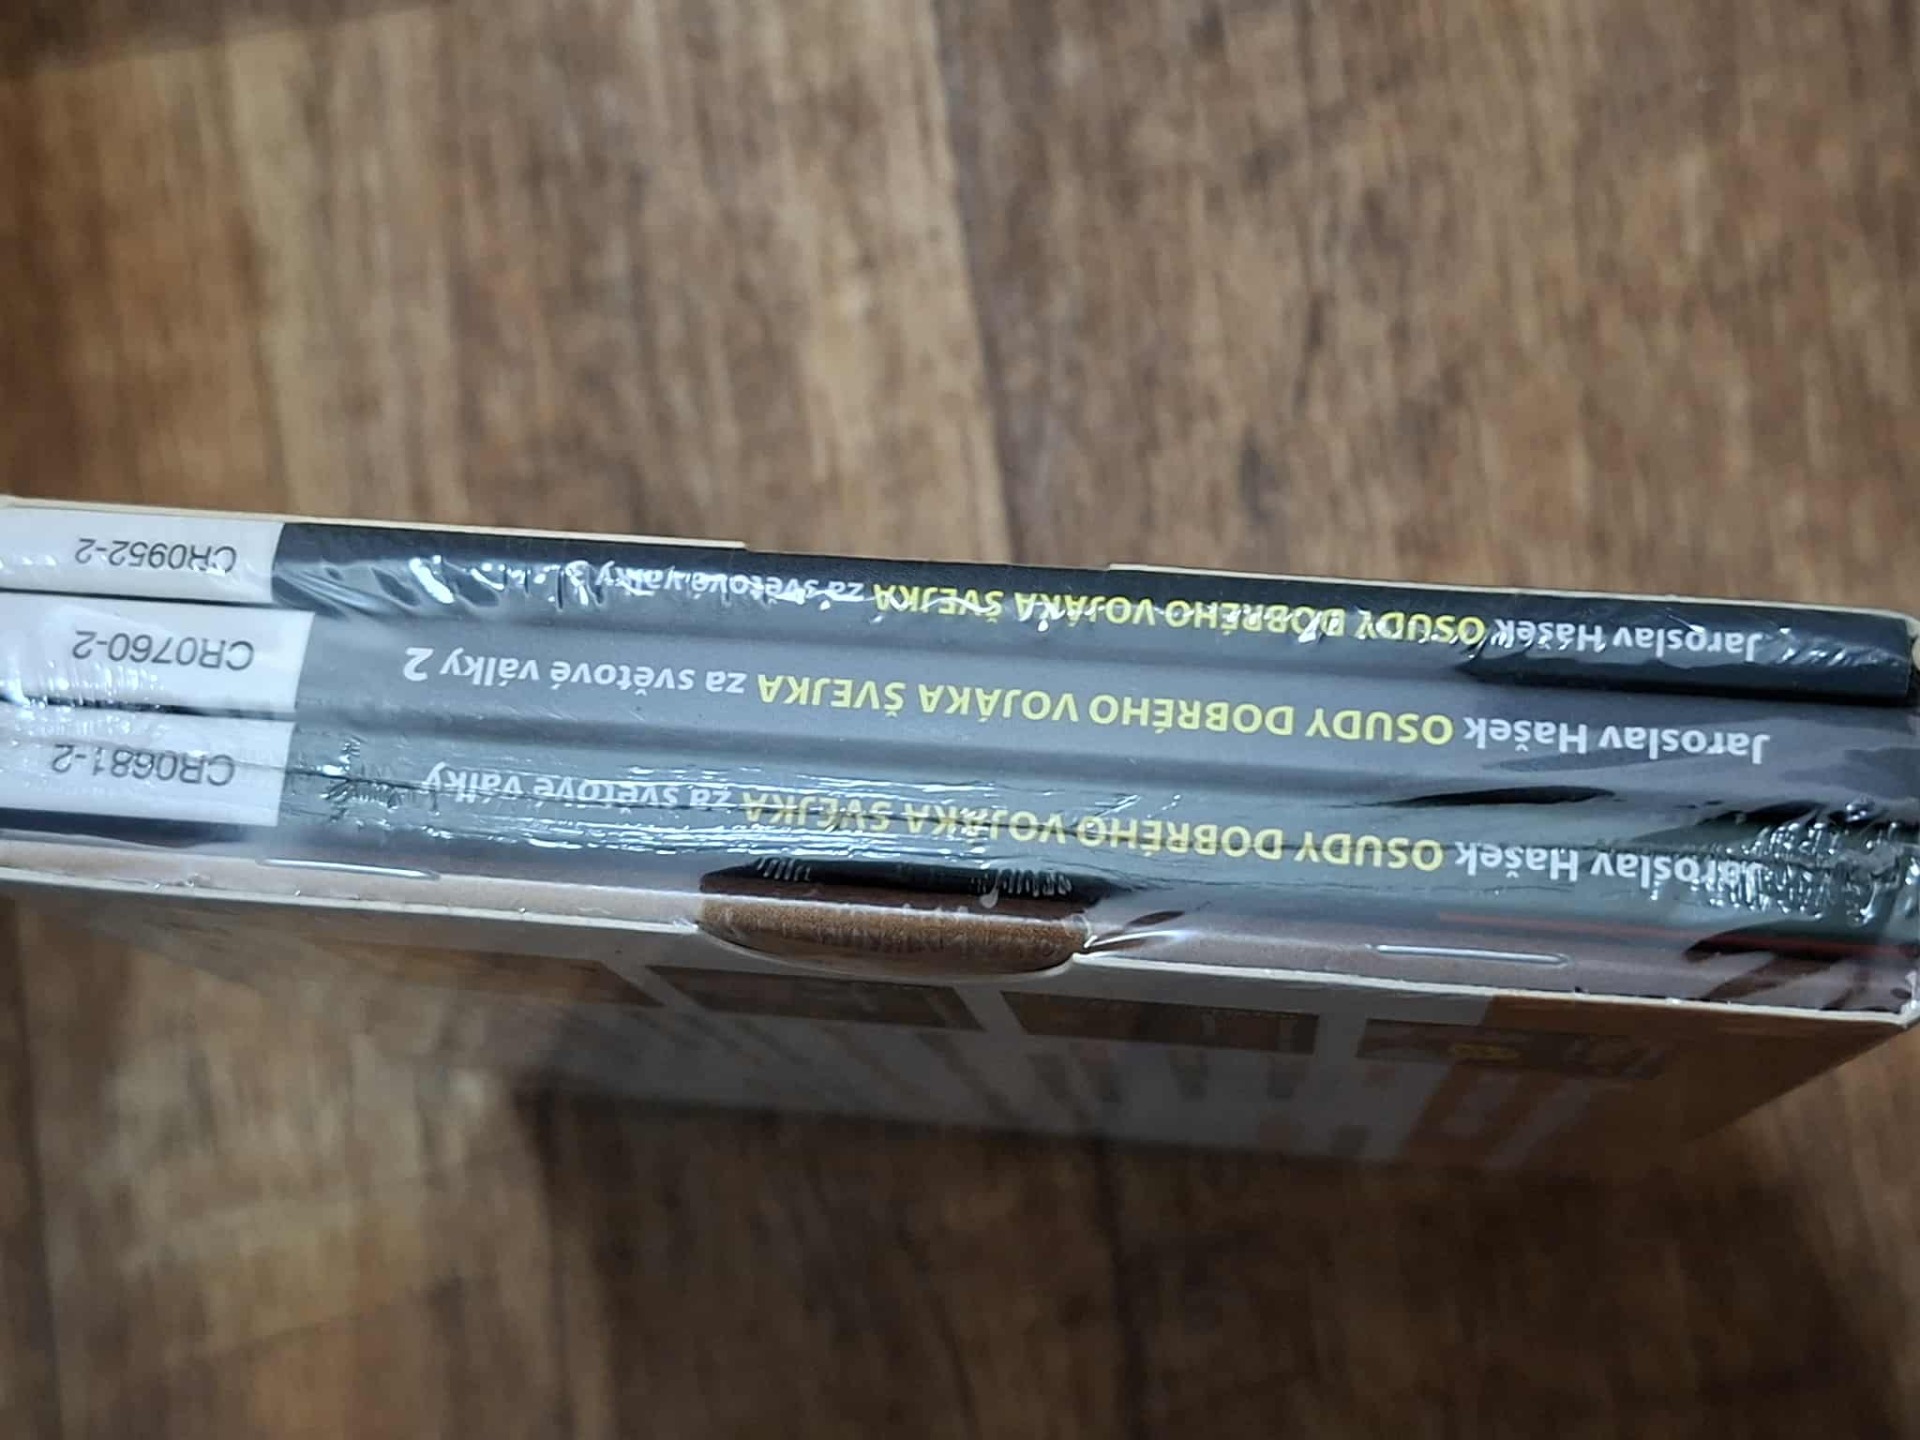 Jaroslav Hašek OSUDY DOBRÉHO VOJÁKA ŠVEJKA za světové války
CR0681-2
Jaroslav Hašek OSUDY DOBRÉHO VOJÁKA ŠVEJKA za světové války 2
CR0760-2
Jaroslav Hašek OSUDY DOBRÉHO VOJÁKA ŠVEJKA za světové války 3
CR0952-2